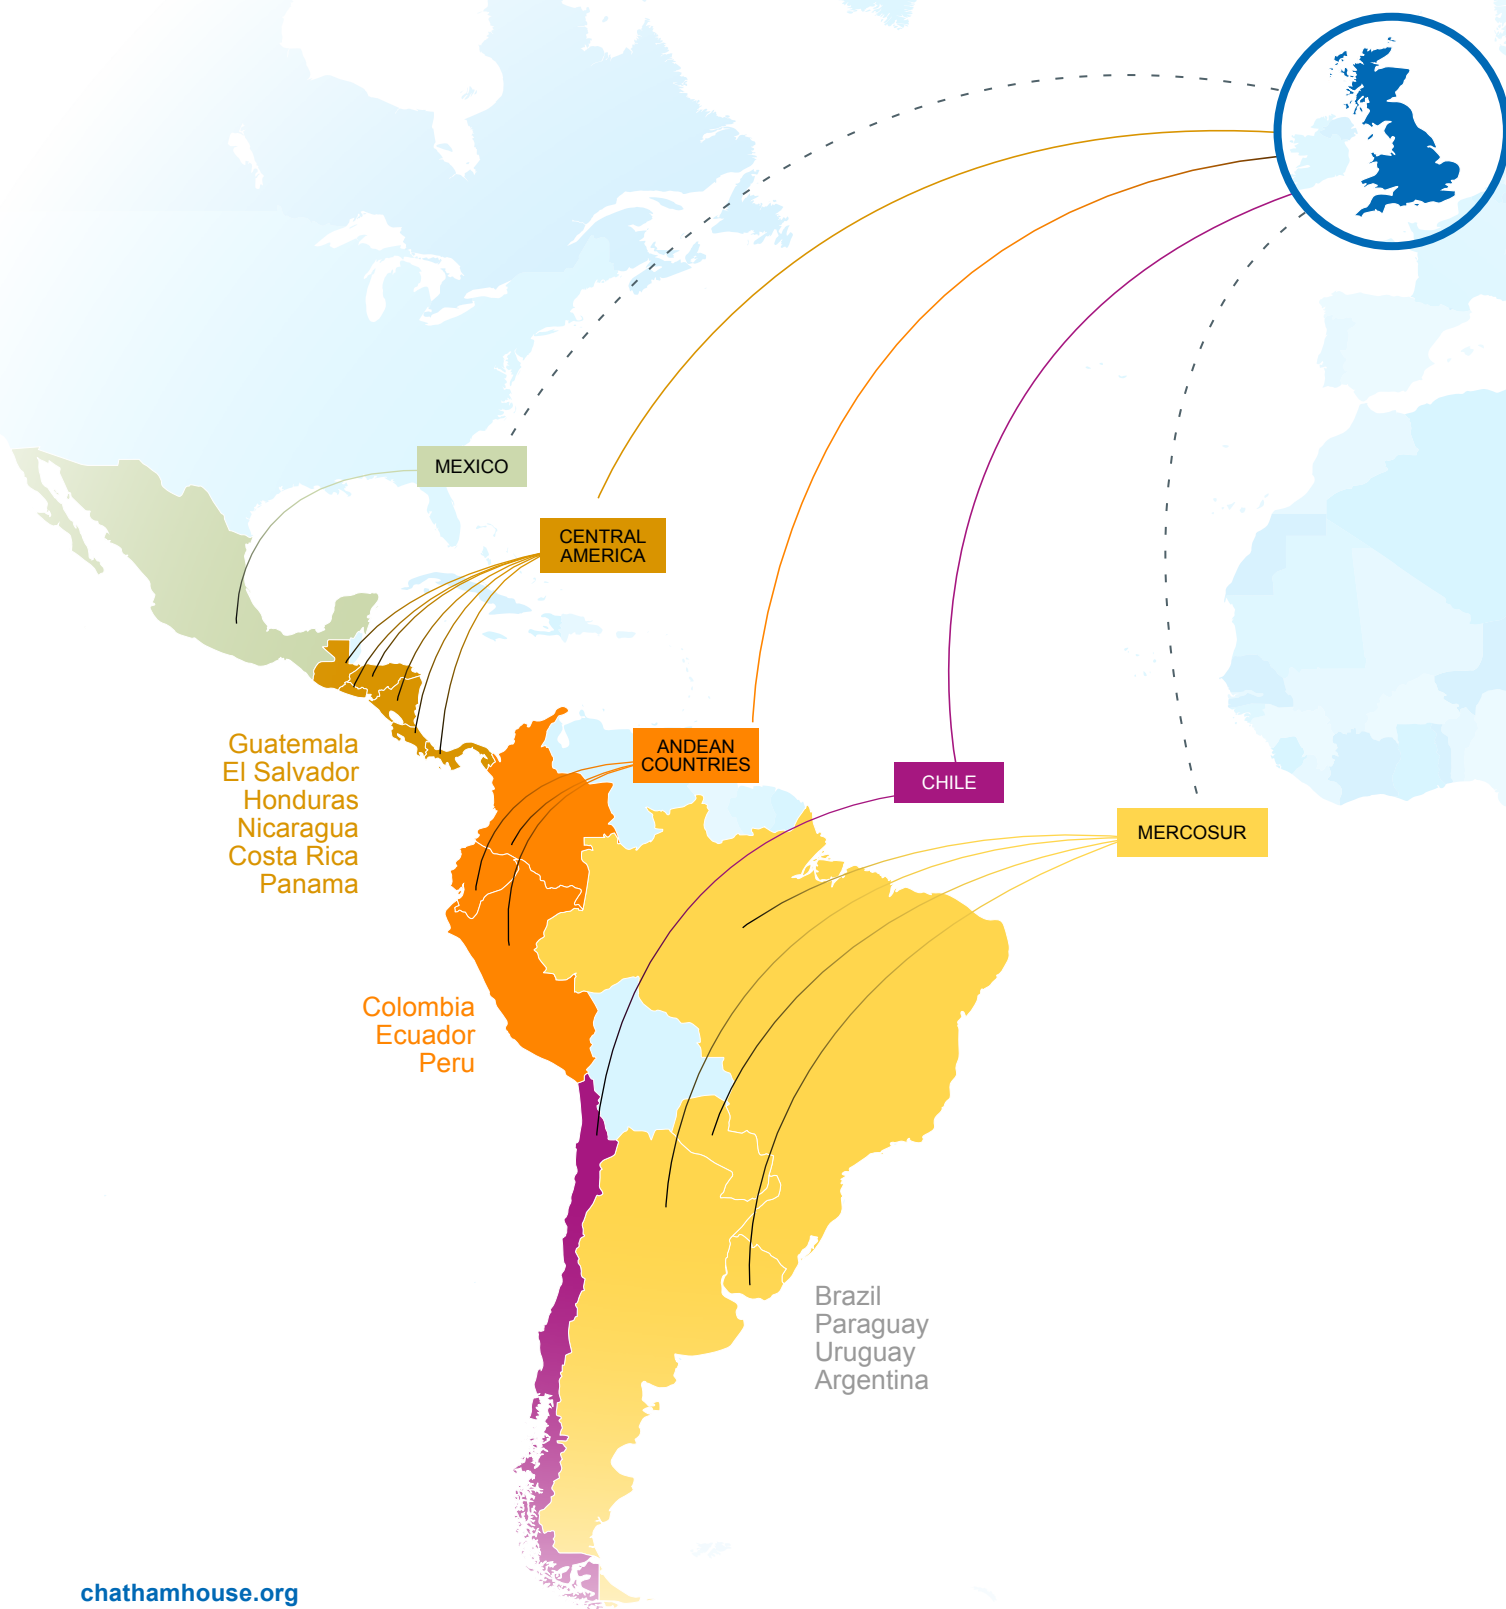 MEXICO
CENTRAL
AMERICA
Guatemala
El Salvador
Honduras
Nicaragua
Costa Rica
Panama
ANDEAN
COUNTRIES
CHILE
MERCOSUR
Colombia
Ecuador
Peru
Brazil
Paraguay
Uruguay
Argentina
chathamhouse.org